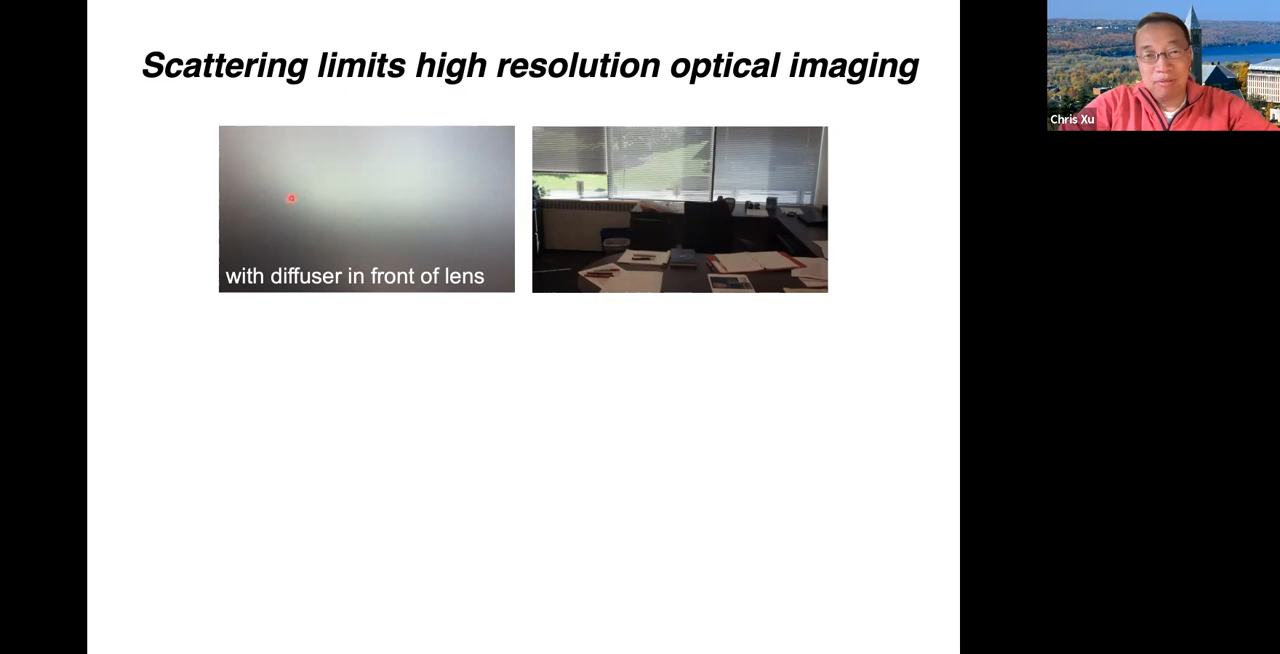 Scattering limits high resolution optical imaging
with diffuser in front of lens
Chris Xu